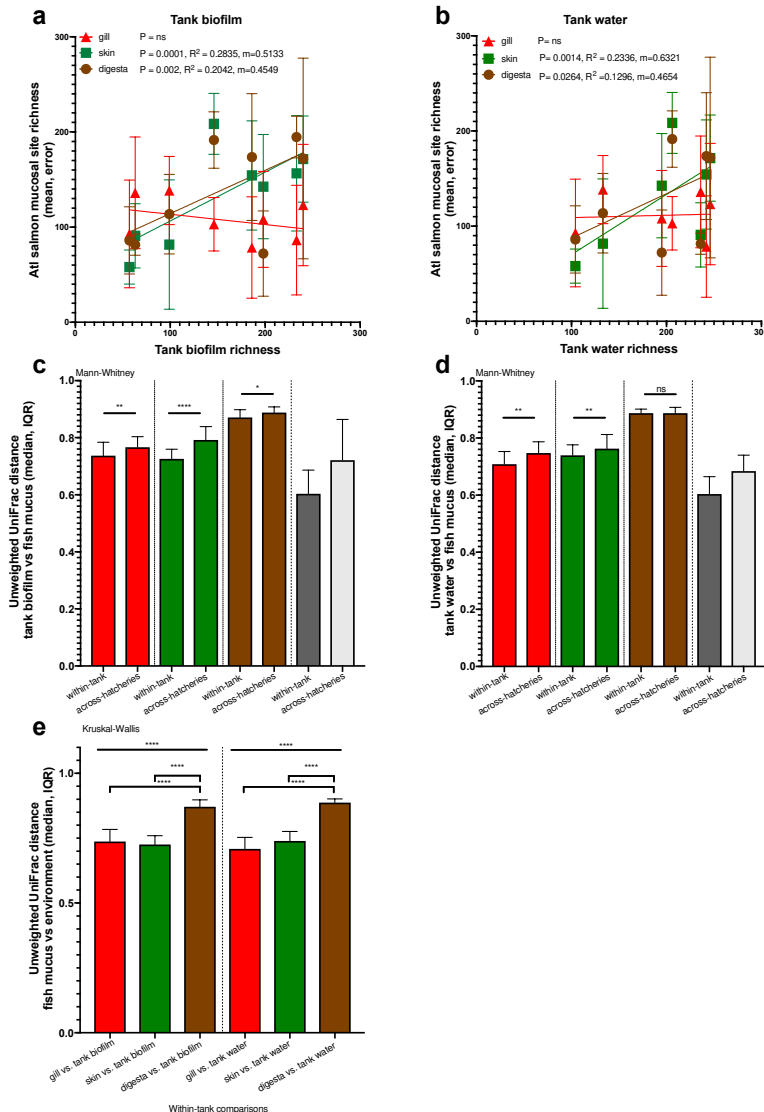 a
Tank biofilm
gill P = ns
skin P = 0.0001, R² = 0.2835, m=0.5133
digesta P = 0.002, R² = 0.2042, m=0.4549
Atl salmon mucosal site richness
(mean, error)
300
200
100
0
0 100 200 300
Tank biofilm richness
b
Tank water
gill P= ns
skin P = 0.0014, R² = 0.2336, m=0.6321
digesta P=0.0264, R² =0.1296, m=0.4654
Atl salmon mucosal site richness
(mean, error)
300
200
100
0
0 100 200 300
Tank water richness
c
Mann-Whitney
Unweighted UniFrac distance
tank biofilm vs fish mucus (median, IQR)
1.0
0.8
0.6
0.4
0.2
0.0
** **** *
within-tank
across-hatcheries
within-tank
across-hatcheries
within-tank
across-hatcheries
within-tank
across-hatcheries
d
Mann-Whitney
Unweighted UniFrac distance
tank water vs fish mucus (median, IQR)
1.0
0.8
0.6
0.4
0.2
0.0
** ** ns
within-tank
across-hatcheries
within-tank
across-hatcheries
within-tank
across-hatcheries
within-tank
across-hatcheries
e
Kruskal-Wallis
Unweighted UniFrac distance
fish mucus vs environment (median, IQR)
1.0
0.5
0.0
**** ****
**** ****
**** ****
gill vs. tank biofilm
skin vs. tank biofilm
digesta vs. tank biofilm
gill vs. tank water
skin vs. tank water
digesta vs. tank water
Within-tank comparisons